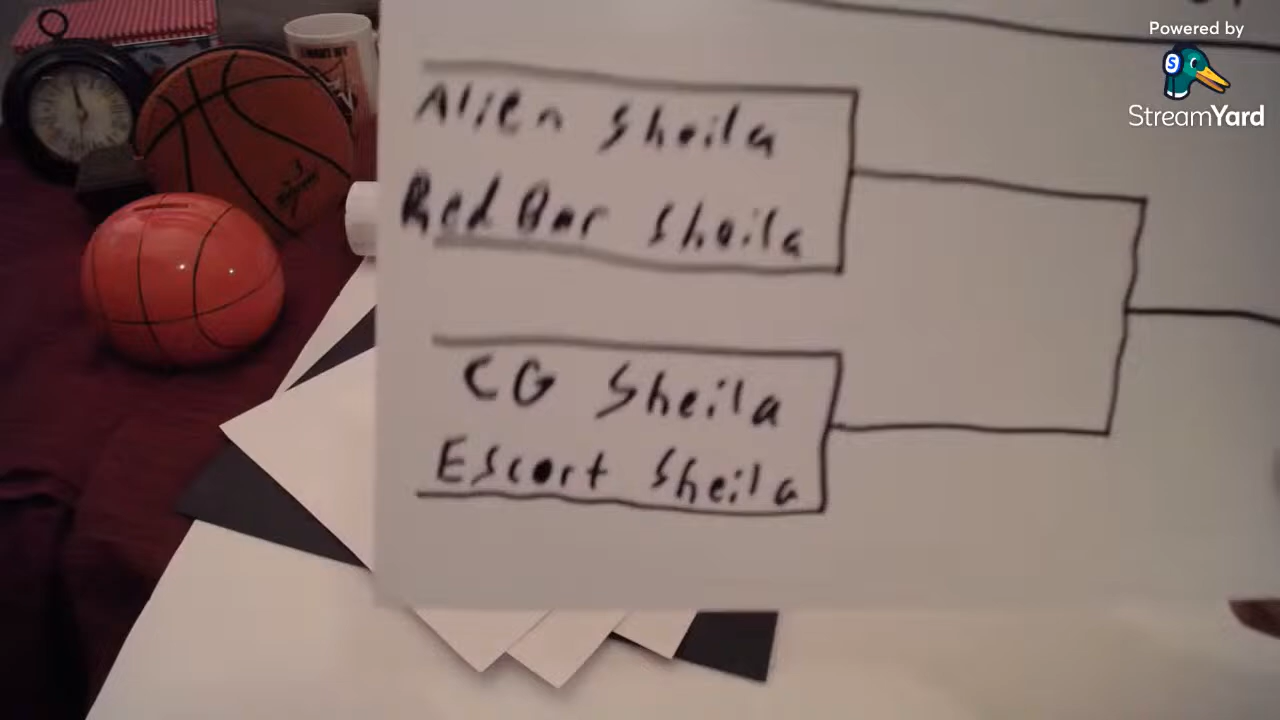 Powered by
StreamYard
Alien Sheila
Red Bar Sheila
CG Sheila
Escort Sheila